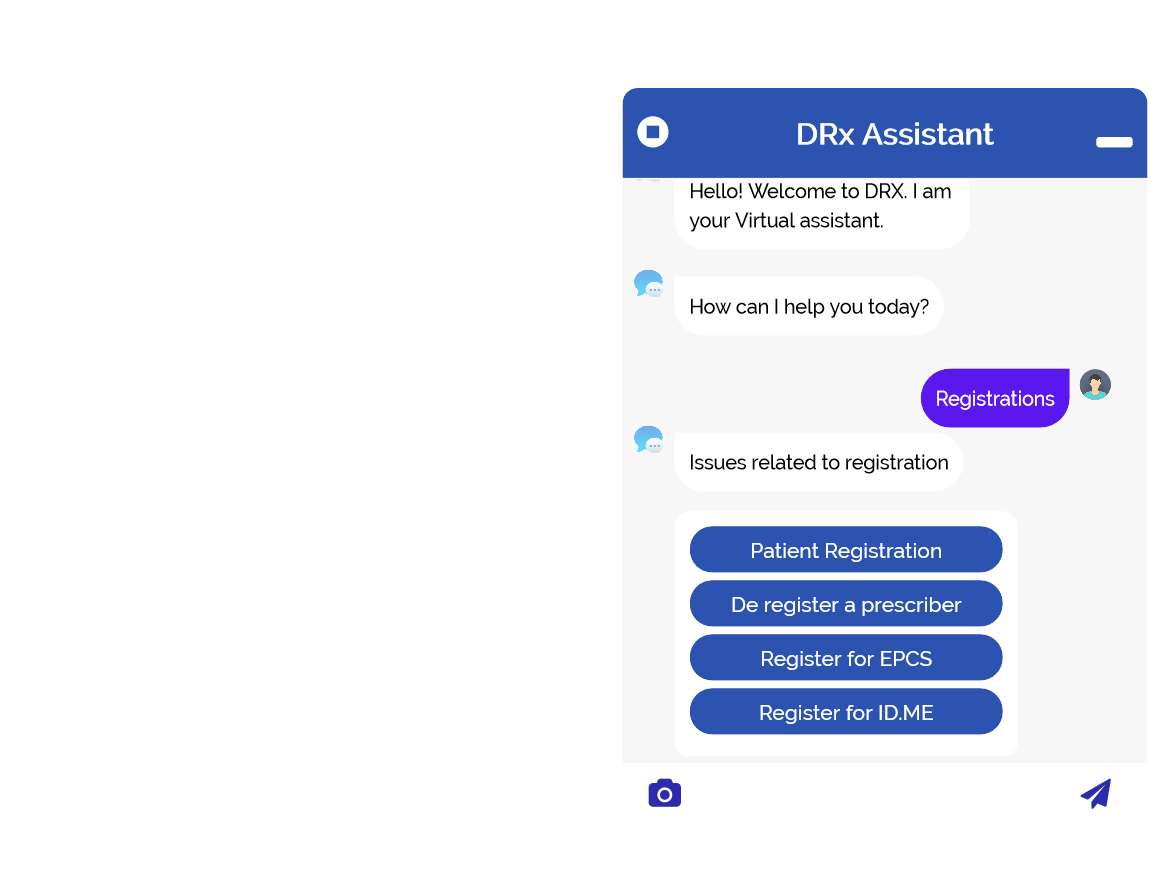 DRx Assistant
Hello! Welcome to DRX. I am
your Virtual assistant.
How can I help you today?
Registrations
Issues related to registration
Patient Registration
De register a prescriber
Register for EPCS
Register for ID.ME